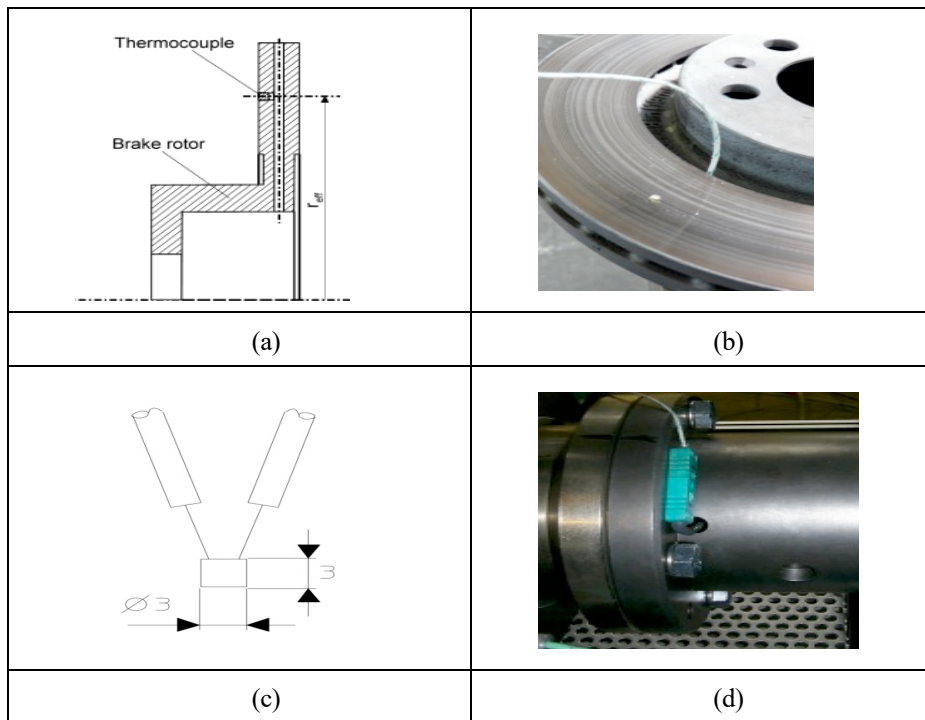 Thermocouple
Brake rotor
r_eff
(a)
(b)
Ø3
3
(c)
(d)